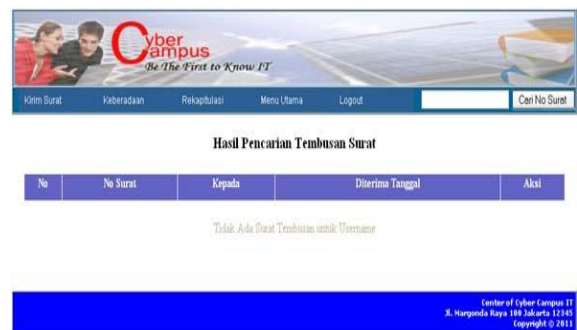 Cyber
Campus
Be The First to Know IT
Kirim Surat Keberadaan Rekapitulasi Menu Utama Logout Cari No Surat
Hasil Pencarian Tembusan Surat
No No Surat Kepada Diterima Tanggal Aksi
Tidak Ada Surat Tembusan untuk Username
Center of Cyber Campus IT
Jl. Margonda Raya 100 Jakarta 12345
Copyright © 2011